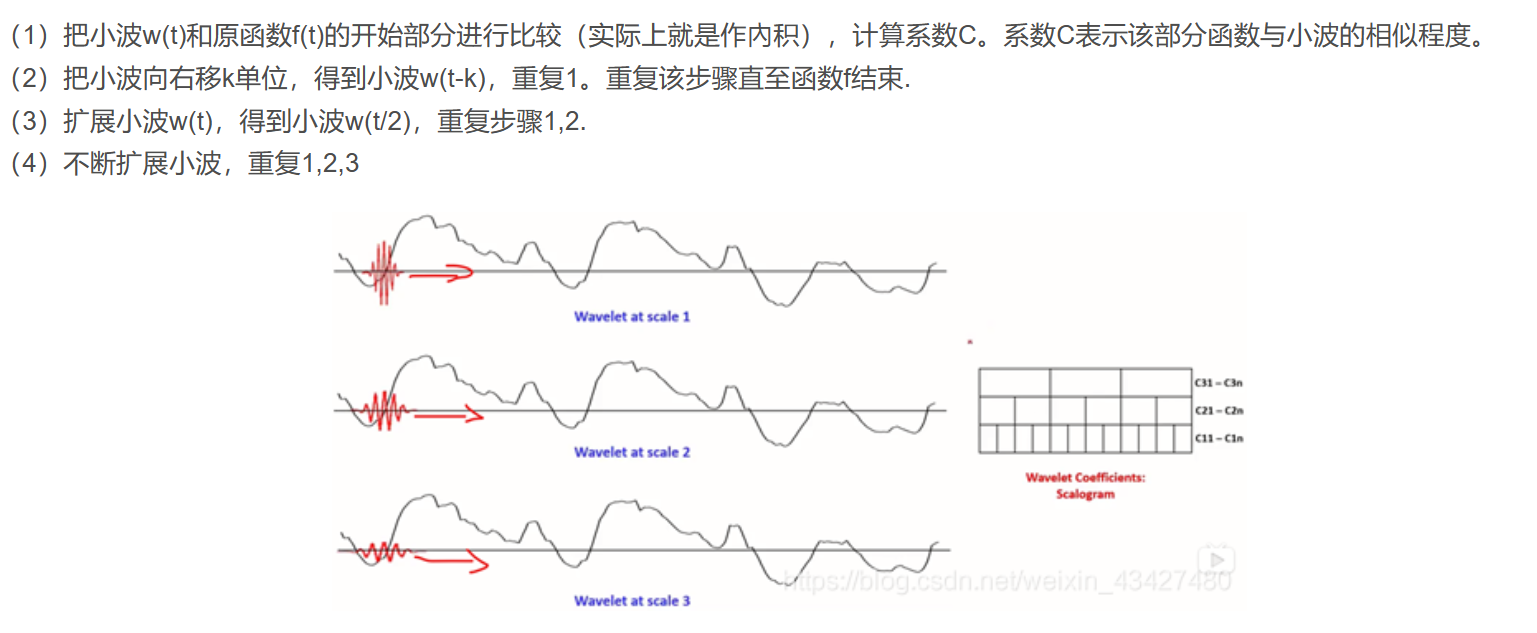 （1）把小波w(t)和原函数f(t)的开始部分进行比较（实际上就是作内积），计算系数C。系数C表示该部分函数与小波的相似程度。
（2）把小波向右移k单位，得到小波w(t-k)，重复1。重复该步骤直至函数f结束.
（3）扩展小波w(t)，得到小波w(t/2)，重复步骤1,2.
（4）不断扩展小波，重复1,2,3
Wavelet at scale 1
Wavelet at scale 2
Wavelet at scale 3
C31 – C3n
C21 – C2n
C11 – C1n
Wavelet Coefficients:
Scalogram
https://blog.csdn.net/weixin_43427480